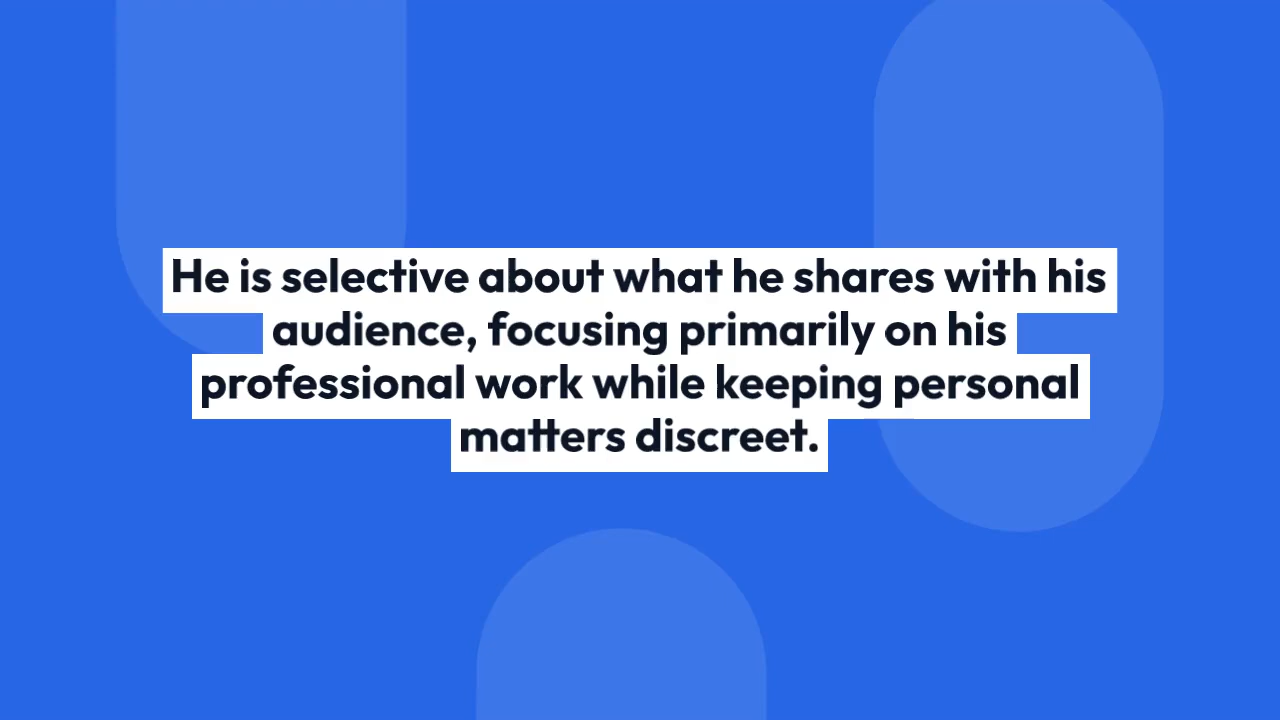 He is selective about what he shares with his
audience, focusing primarily on his
professional work while keeping personal
matters discreet.